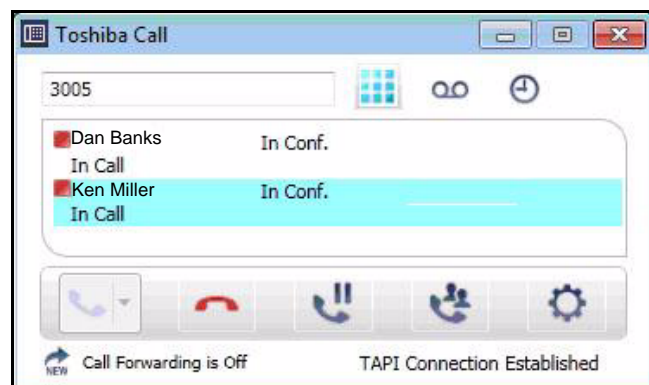 Toshiba Call
3005
Dan Banks In Conf.
In Call
Ken Miller In Conf.
In Call
NEW Call Forwarding is Off TAPI Connection Established